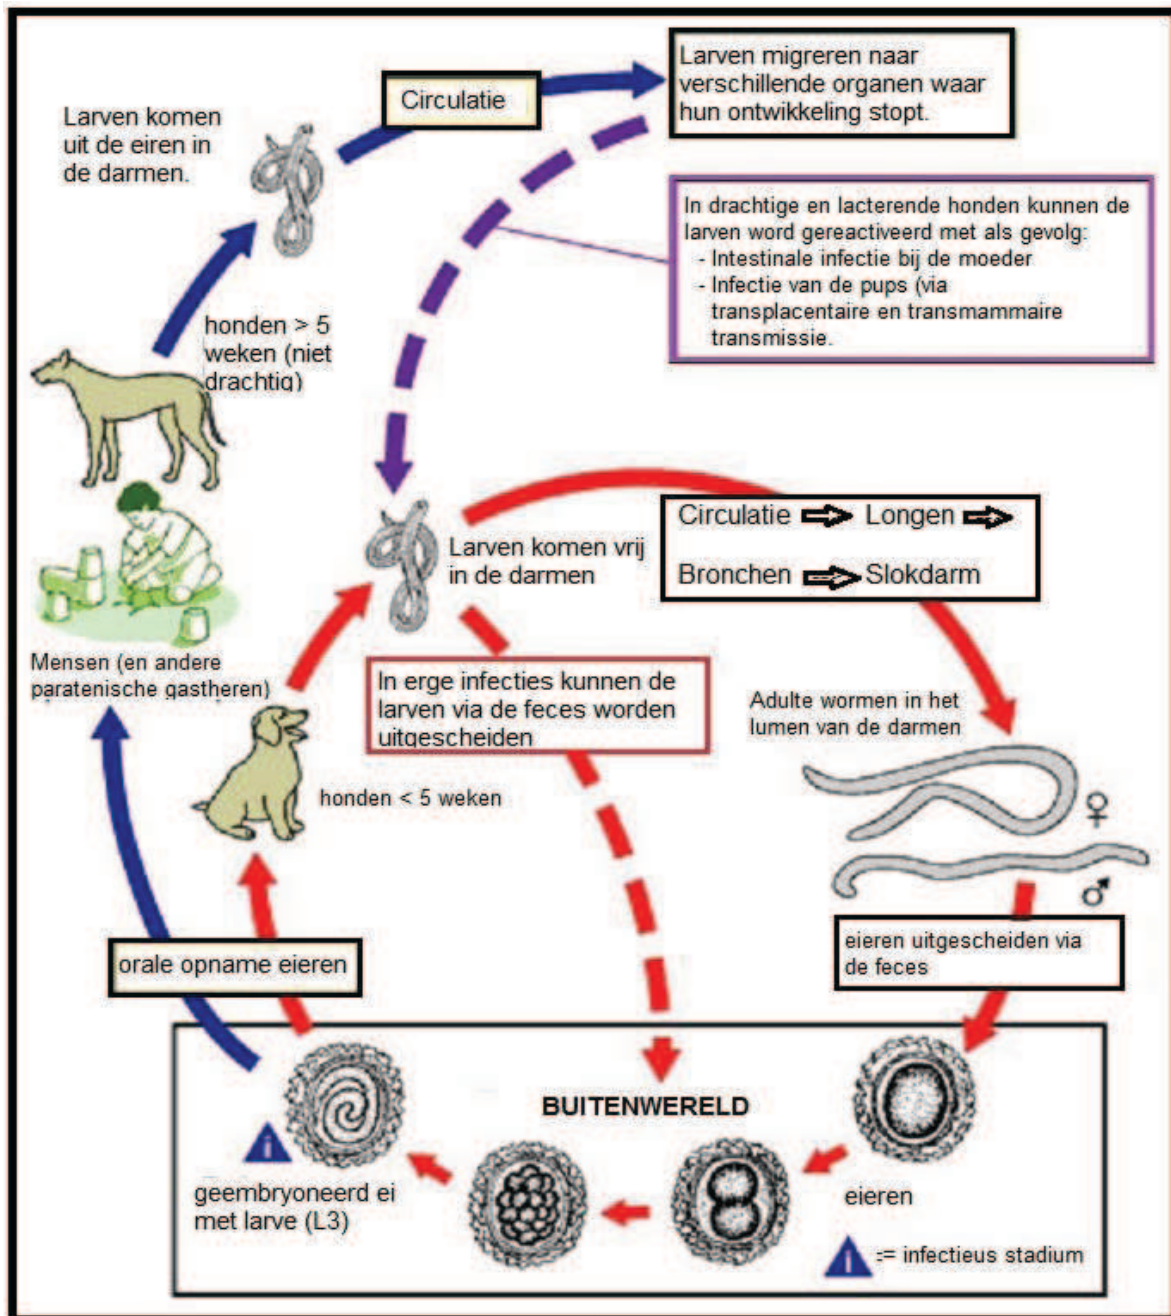 Larven migreren naar
verschillende organen waar
hun ontwikkeling stopt.
Circulatie
Larven komen
uit de eiren in
de darmen.
In drachtige en lacterende honden kunnen de
larven word gereactiveerd met als gevolg:
- Intestinale infectie bij de moeder
- Infectie van de pups (via
transplacentaire en transmammaire
transmissie.
honden > 5
weken (niet
drachtig)
Circulatie ⇨ Longen ⇨
Bronchen ⇨ Slokdarm
Larven komen vrij
in de darmen
Mensen (en andere
paratenische gastheren)
In erge infecties kunnen de
larven via de feces worden
uitgescheiden
Adulte wormen in het
lumen van de darmen
honden < 5 weken
♀
♂
orale opname eieren
eieren uitgescheiden via
de feces
BUITENWERELD
i
geembryoneerd ei
met larve (L3)
eieren
i := infectieus stadium